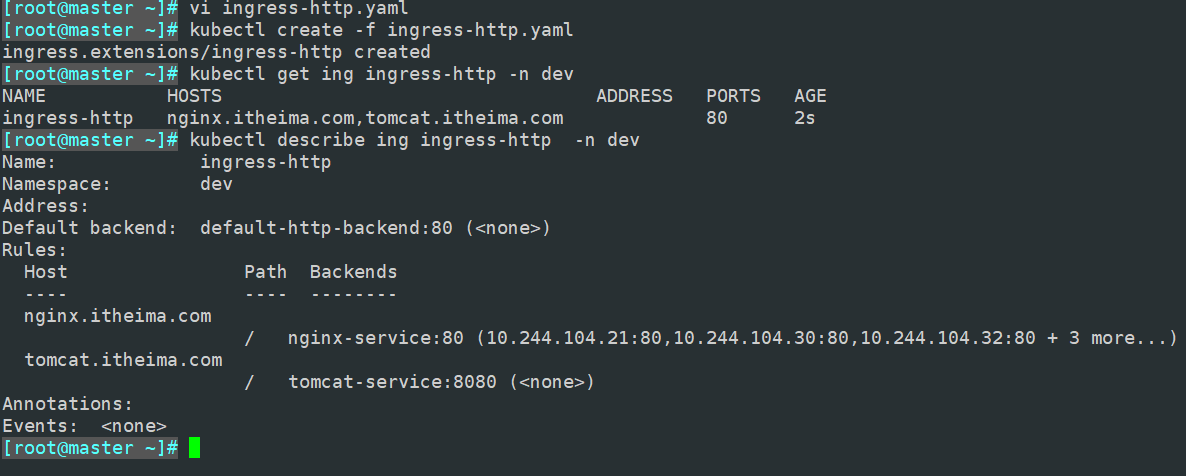 [root@master ~]# vi ingress-http.yaml
[root@master ~]# kubectl create -f ingress-http.yaml
ingress.extensions/ingress-http created
[root@master ~]# kubectl get ing ingress-http -n dev
NAME           HOSTS                                  ADDRESS   PORTS   AGE
ingress-http   nginx.itheima.com,tomcat.itheima.com             80      2s
[root@master ~]# kubectl describe ing ingress-http  -n dev
Name:             ingress-http
Namespace:        dev
Address:
Default backend:  default-http-backend:80 (<none>)
Rules:
  Host                Path  Backends
  ----                ----  --------
  nginx.itheima.com
                      /   nginx-service:80 (10.244.104.21:80,10.244.104.30:80,10.244.104.32:80 + 3 more...)
  tomcat.itheima.com
                      /   tomcat-service:8080 (<none>)
Annotations:
Events:  <none>
[root@master ~]#